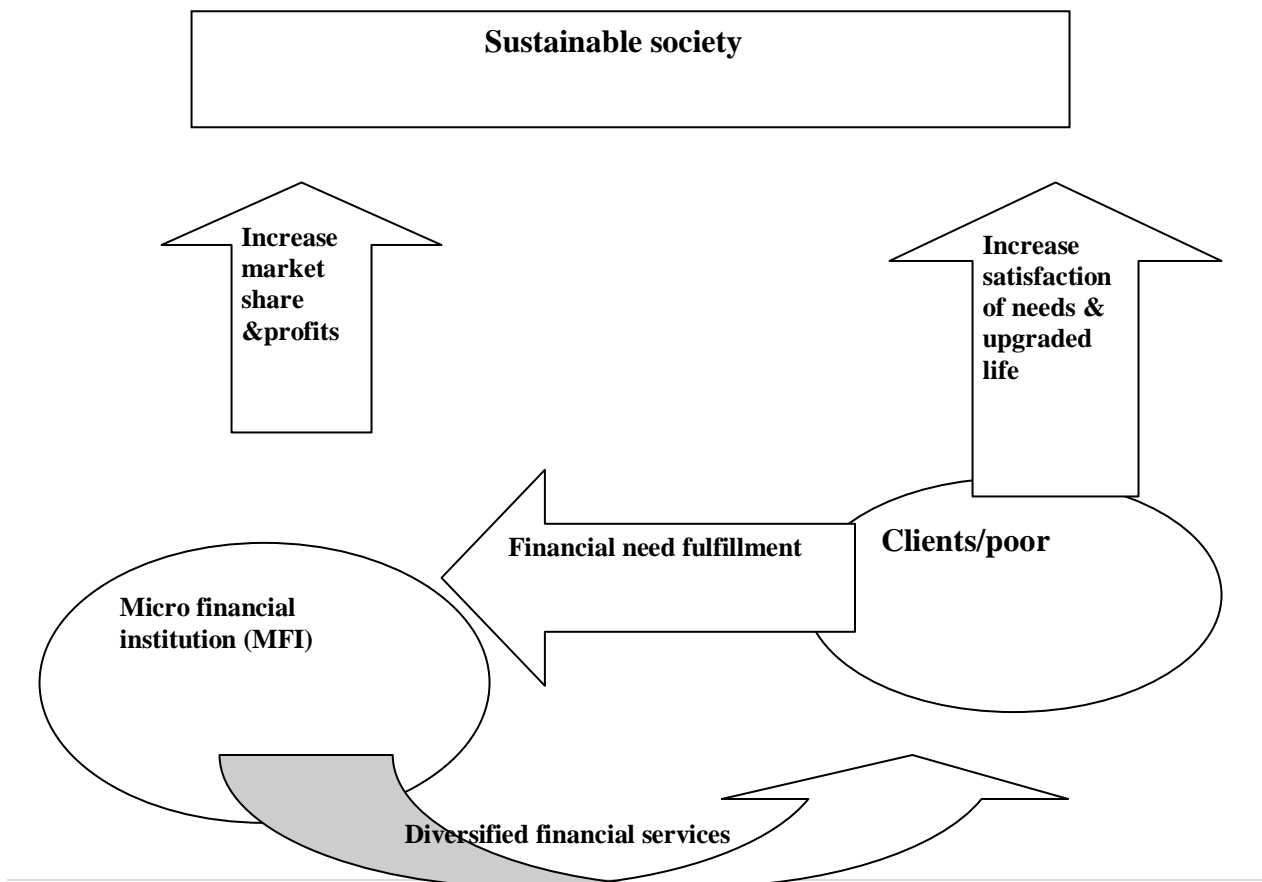 Sustainable society
Increase
market
share
&profits
Increase
satisfaction
of needs &
upgraded
life
Financial need fulfillment
Clients/poor
Micro financial
institution (MFI)
Diversified financial services